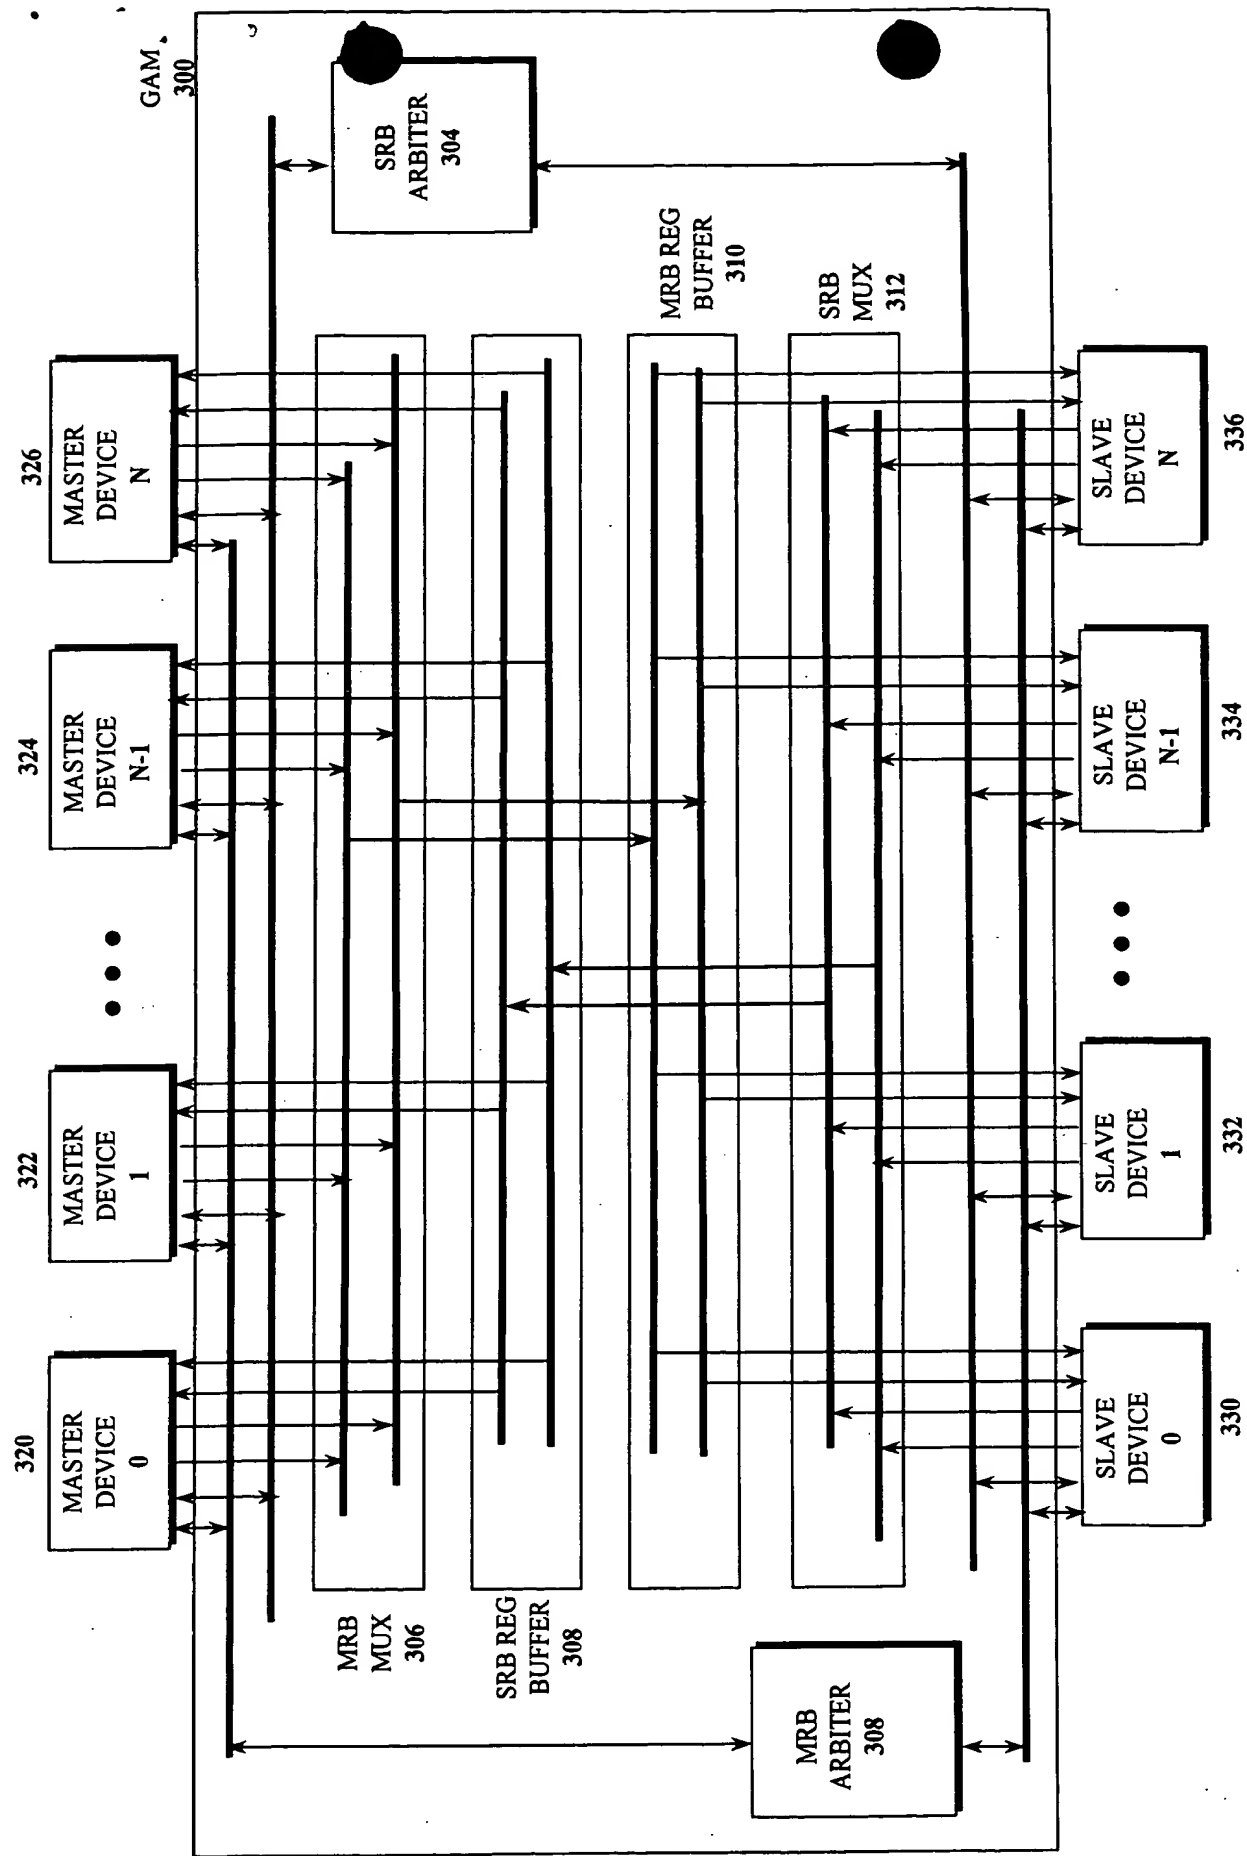 GAM
300
SRB
ARBITER
304
326
MASTER
DEVICE
N
324
MASTER
DEVICE
N-1
322
MASTER
DEVICE
1
320
MASTER
DEVICE
0
MRB
MUX
306
SRB REG
BUFFER
308
MRB REG
BUFFER
310
SRB
MUX
312
MRB
ARBITER
308
SLAVE
DEVICE
N
336
SLAVE
DEVICE
N-1
334
SLAVE
DEVICE
1
332
SLAVE
DEVICE
0
330